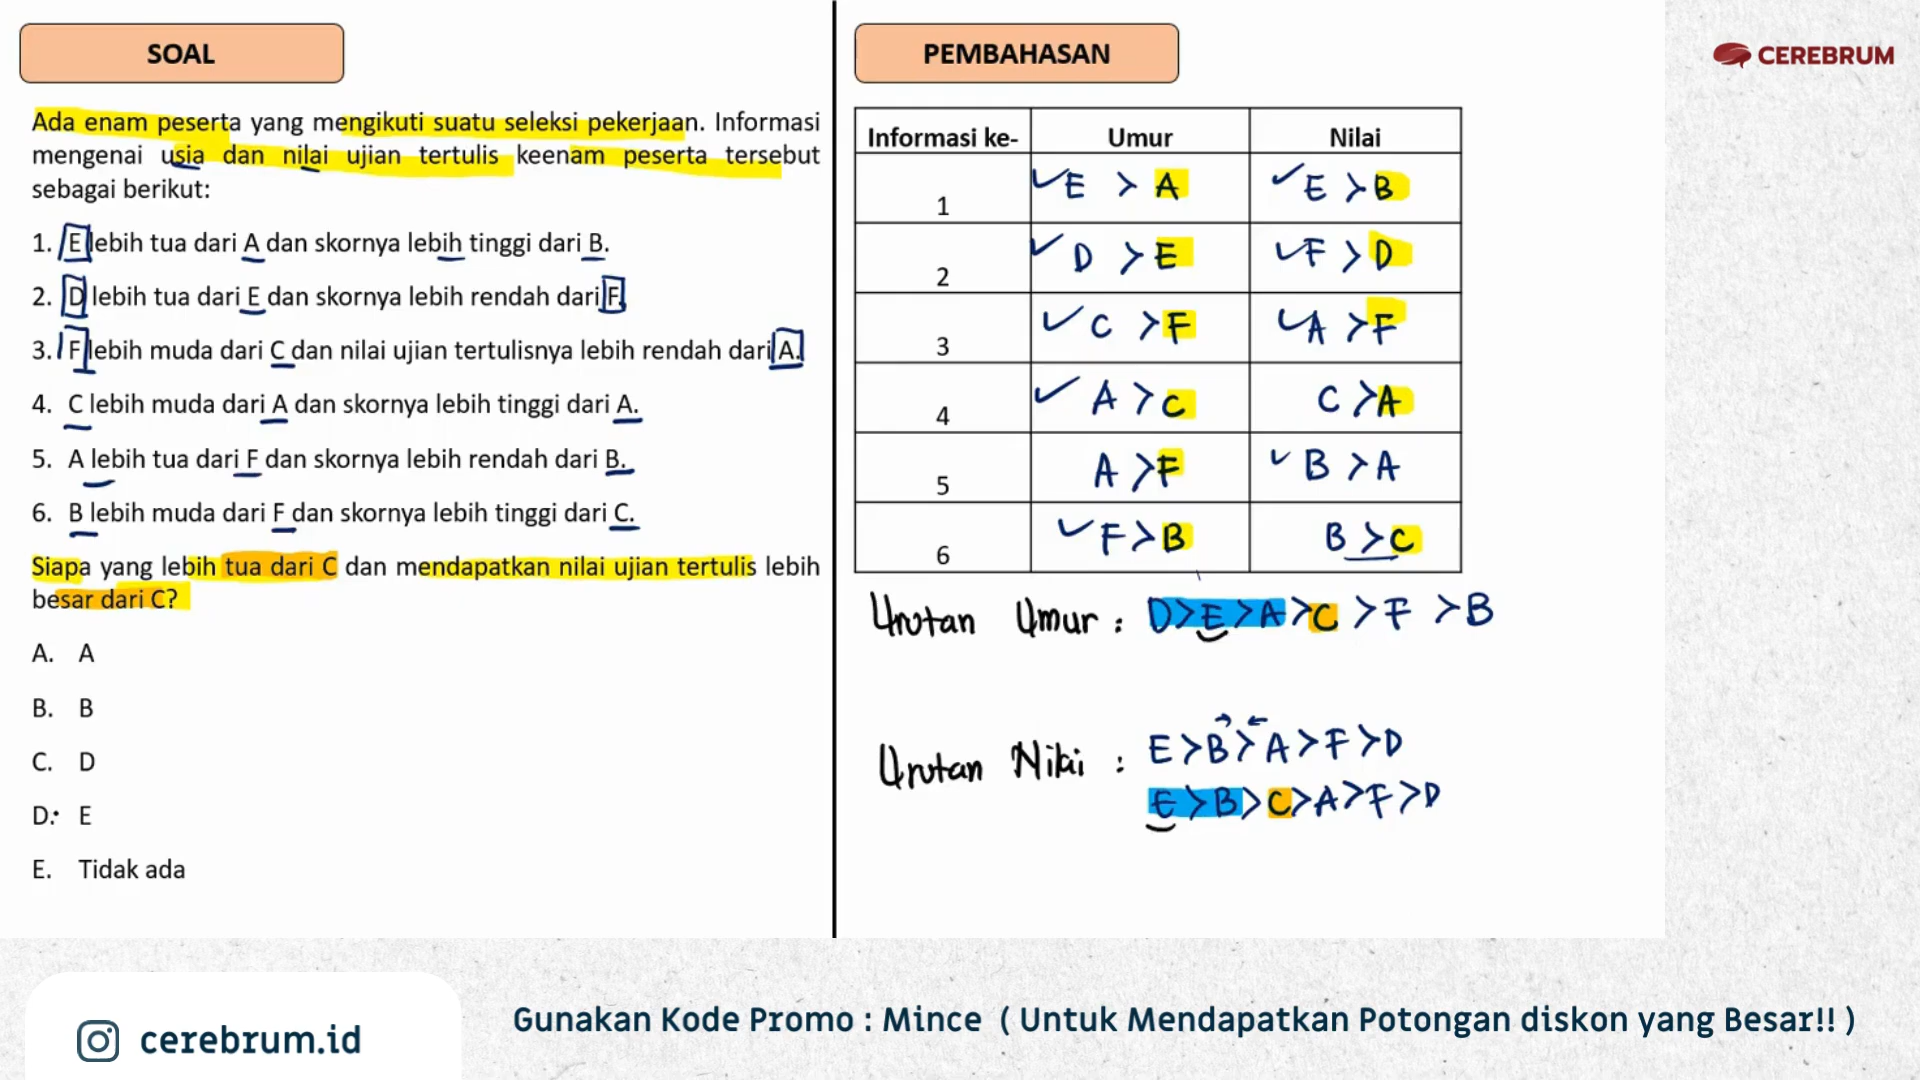 SOAL
Ada enam peserta yang mengikuti suatu seleksi pekerjaan. Informasi
mengenai usia dan nilai ujian tertulis keenam peserta tersebut
sebagai berikut:
1. E lebih tua dari A dan skornya lebih tinggi dari B.
2. D lebih tua dari E dan skornya lebih rendah dari F.
3. F lebih muda dari C dan nilai ujian tertulisnya lebih rendah dari A.
4. C lebih muda dari A dan skornya lebih tinggi dari A.
5. A lebih tua dari F dan skornya lebih rendah dari B.
6. B lebih muda dari F dan skornya lebih tinggi dari C.
Siapa yang lebih tua dari C dan mendapatkan nilai ujian tertulis lebih
besar dari C?
A. A
B. B
C. D
D. E
E. Tidak ada
PEMBAHASAN
Informasi ke- Umur Nilai
1 ✓E > A ✓E > B
2 ✓D > E ✓F > D
3 ✓C > F ✓A > F
4 ✓A > C C > A
5 A > F ✓B > A
6 ✓F > B B > C
Urutan Umur : D > E > A > C > F > B
Urutan Nilai : E > B > A > F > D
E > B > C > A > F > D
CEREBRUM
cerebrum.id
Gunakan Kode Promo : Mince ( Untuk Mendapatkan Potongan diskon yang Besar!! )